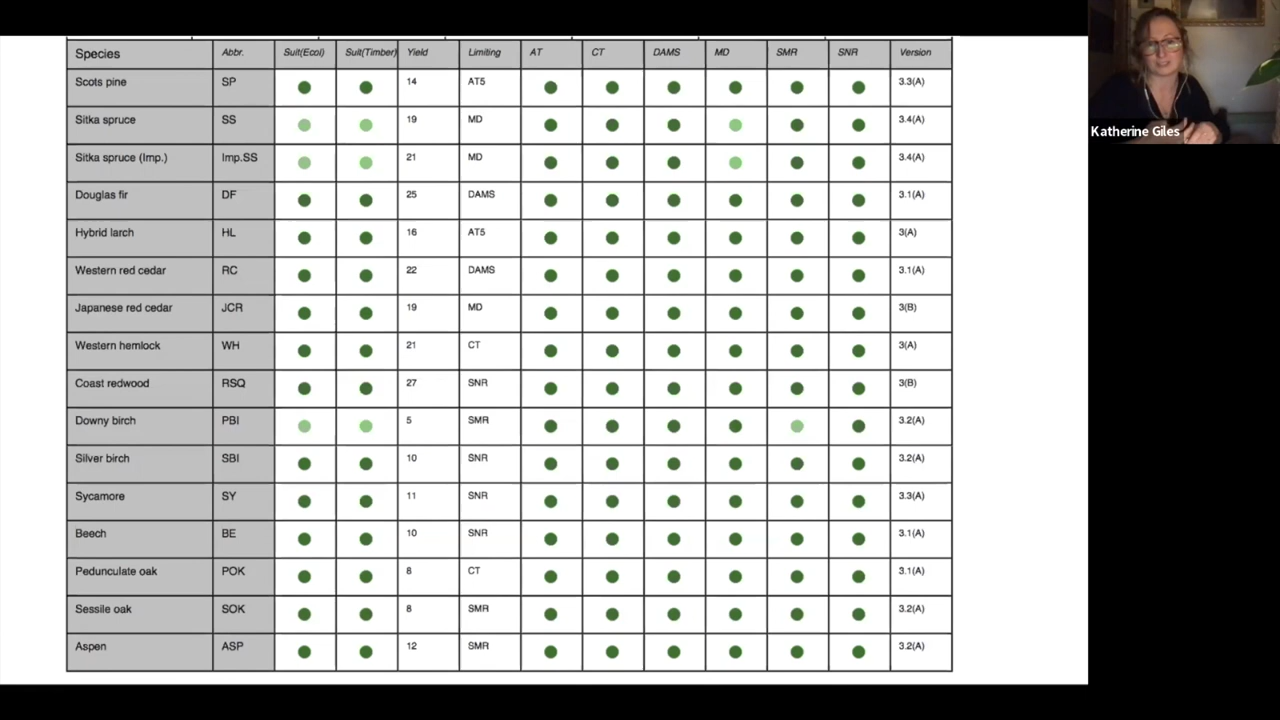 Species Abbr. Suit(Ecol) Suit(Timber) Yield Limiting AT CT DAMS MD SMR SNR Version
Scots pine SP 14 AT5 3.3(A)
Sitka spruce SS 19 MD 3.4(A)
Sitka spruce (Imp.) Imp.SS 21 MD 3.4(A)
Douglas fir DF 25 DAMS 3.1(A)
Hybrid larch HL 16 AT5 3(A)
Western red cedar RC 22 DAMS 3.1(A)
Japanese red cedar JCR 19 MD 3(B)
Western hemlock WH 21 CT 3(A)
Coast redwood RSQ 27 SNR 3(B)
Downy birch PBI 5 SMR 3.2(A)
Silver birch SBI 10 SNR 3.2(A)
Sycamore SY 11 SNR 3.3(A)
Beech BE 10 SNR 3.1(A)
Pedunculate oak POK 8 CT 3.1(A)
Sessile oak SOK 8 SMR 3.2(A)
Aspen ASP 12 SMR 3.2(A)
Katherine Giles